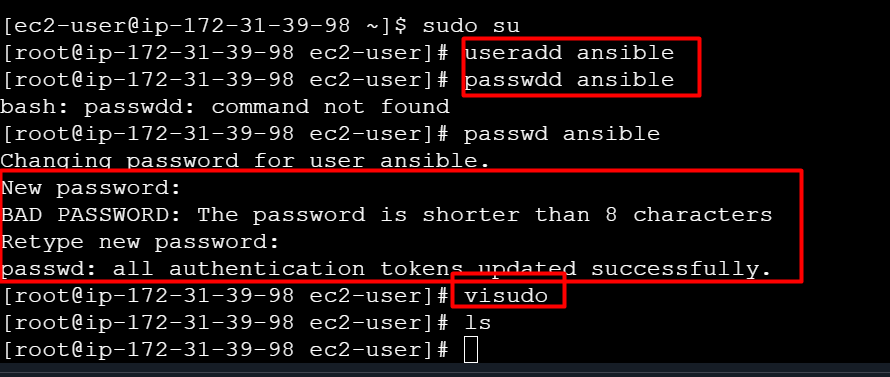 [ec2-user@ip-172-31-39-98 ~]$ sudo su
[root@ip-172-31-39-98 ec2-user]# useradd ansible
[root@ip-172-31-39-98 ec2-user]# passwdd ansible
bash: passwdd: command not found
[root@ip-172-31-39-98 ec2-user]# passwd ansible
Changing password for user ansible.
New password:
BAD PASSWORD: The password is shorter than 8 characters
Retype new password:
passwd: all authentication tokens updated successfully.
[root@ip-172-31-39-98 ec2-user]# visudo
[root@ip-172-31-39-98 ec2-user]# ls
[root@ip-172-31-39-98 ec2-user]#